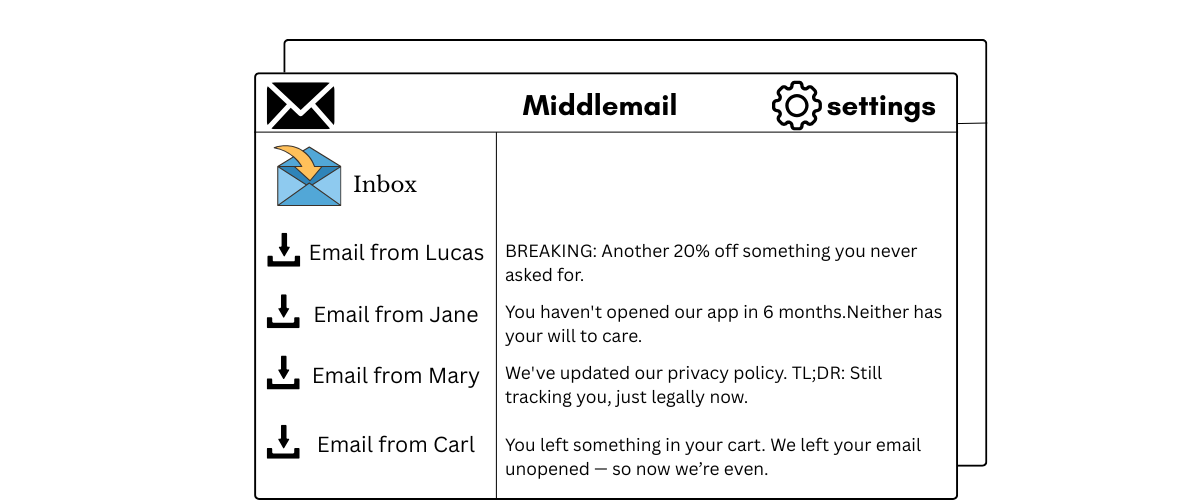 Middlemail
settings
Inbox
Email from Lucas
BREAKING: Another 20% off something you never
asked for.
Email from Jane
You haven't opened our app in 6 months.Neither has
your will to care.
Email from Mary
We've updated our privacy policy. TL;DR: Still
tracking you, just legally now.
Email from Carl
You left something in your cart. We left your email
unopened — so now we’re even.